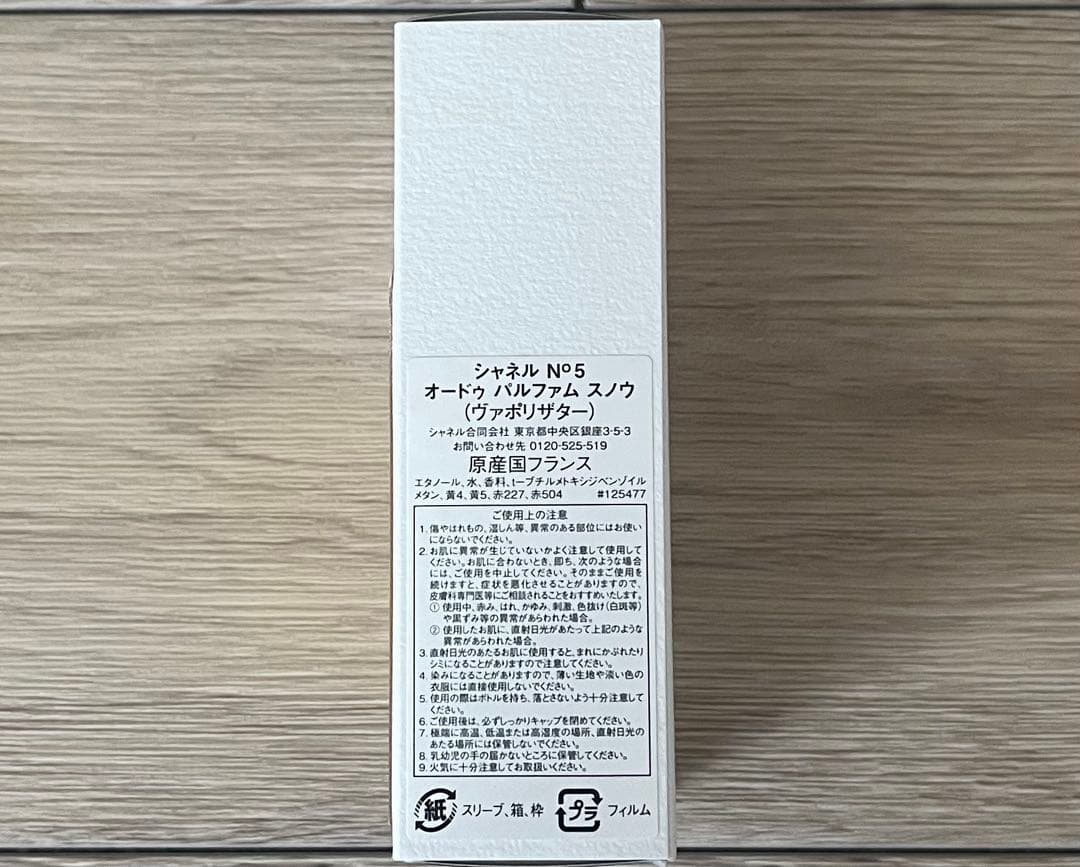 シャネル Nº5
オードゥ パルファム スノウ
(ヴァポリザター)
シャネル合同会社 東京都中央区銀座3-5-3
お問い合わせ先 0120-525-519
原産国フランス
エタノール、水、香料、t-ブチルメトキシジベンゾイル
メタン、黄4、黄5、赤227、赤504 #125477
ご使用上の注意
1. 傷やはれもの、湿しん等、異常のある部位にはお使い
にならないでください。
2. お肌に異常が生じていないかよく注意して使用して
ください。お肌に合わないとき、即ち、次のような場合
には、ご使用を中止してください。そのままご使用を
続けますと、症状を悪化させることがありますので、
皮膚科専門医等にご相談されることをおすすめいたします。
① 使用中、赤み、はれ、かゆみ、刺激、色抜け(白斑等)
や黒ずみ等の異常があらわれた場合。
② 使用したお肌に、直射日光があたって上記のような
異常があらわれた場合。
3. 直射日光のあたるお肌に使用すると、まれにかぶれたり
シミになることがありますので注意してください。
4. 染みになることがありますので、薄い生地や淡い色の
衣服には直接使用しないでください。
5. 使用の際はボトルを持ち、落とさないよう十分注意して
ください。
6. ご使用後は、必ずしっかりキャップを閉めてください。
7. 極端に高温、低温または高湿度の場所、直射日光の
あたる場所には保管しないでください。
8. 乳幼児の手の届かないところに保管してください。
9. 火気に十分注意してお取扱いください。
紙 スリーブ、箱、枠 プラ フィルム